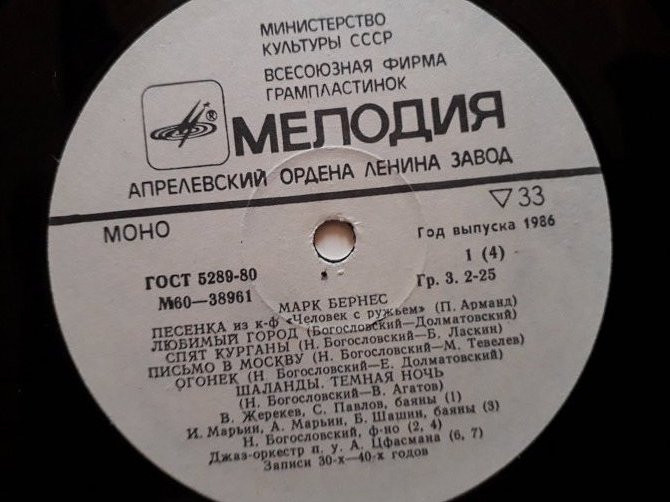 МИНИСТЕРСТВО
КУЛЬТУРЫ СССР
ВСЕСОЮЗНАЯ ФИРМА
ГРАМПЛАСТИНОК
®
МЕЛОДИЯ
АПРЕЛЕВСКИЙ ОРДЕНА ЛЕНИНА ЗАВОД
МОНО
▽ 33
Год выпуска 1986
ГОСТ 5289-80
1 (4)
№60—38961
Гр. 3. 2-25
МАРК БЕРНЕС
ПЕСЕНКА из к-ф «Человек с ружьем» (П. Арманд)
ЛЮБИМЫЙ ГОРОД (Богословский—Долматовский)
СПЯТ КУРГАНЫ (Н. Богословский—Б. Ласкин)
ПИСЬМО В МОСКВУ (Н. Богословский—М. Тевелев)
ОГОНЕК (Н. Богословский—Е. Долматовский)
ШАЛАНДЫ. ТЕМНАЯ НОЧЬ
(Н. Богословский—В. Агатов)
В. Жерекев, С. Павлов, баяны (1)
И. Марьин, А. Марьин, Б. Шашин, баяны (3)
Н. Богословский, ф-но (2, 4)
Джаз-оркестр п. у. А. Цфасмана (6, 7)
Записи 30-х—40-х годов